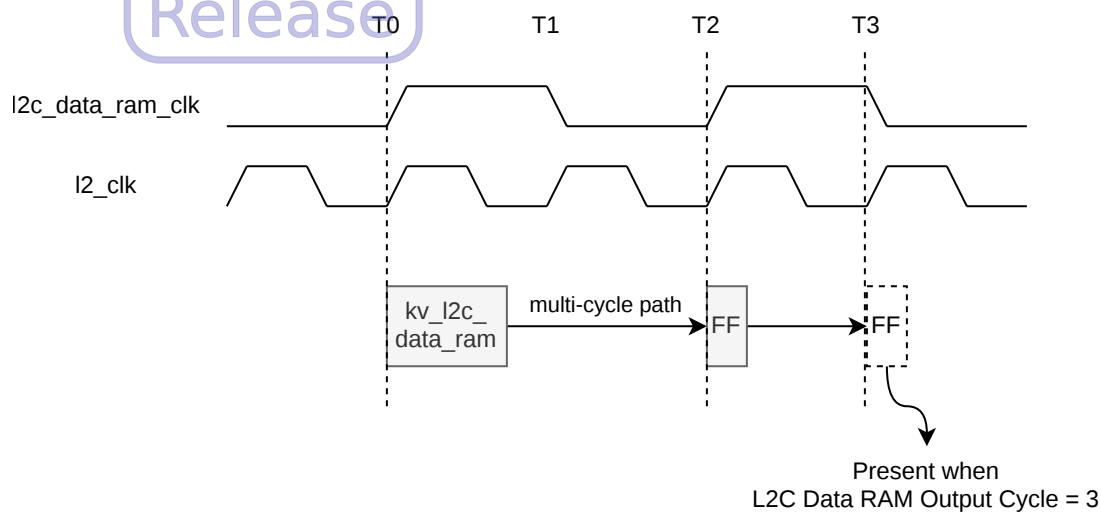 Release
T0 T1 T2 T3
l2c_data_ram_clk
l2_clk
kv_l2c_
data_ram
multi-cycle path
FF
FF
Present when
L2C Data RAM Output Cycle = 3